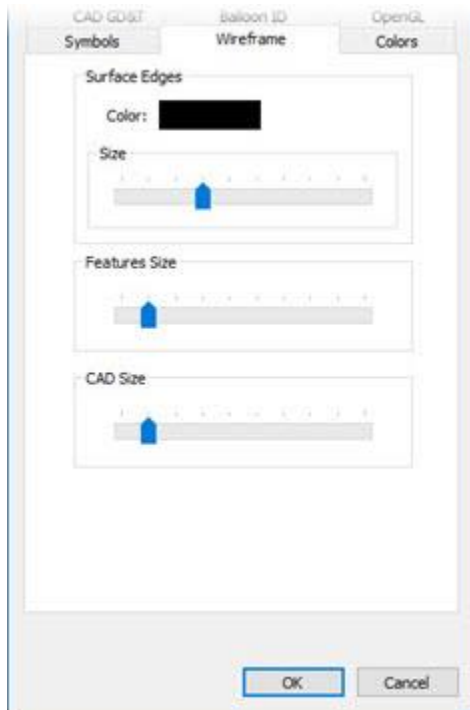 CAD GD&T Balloon ID OpenGL
Symbols Wireframe Colors
Surface Edges
Color:
Size
Features Size
CAD Size
OK Cancel